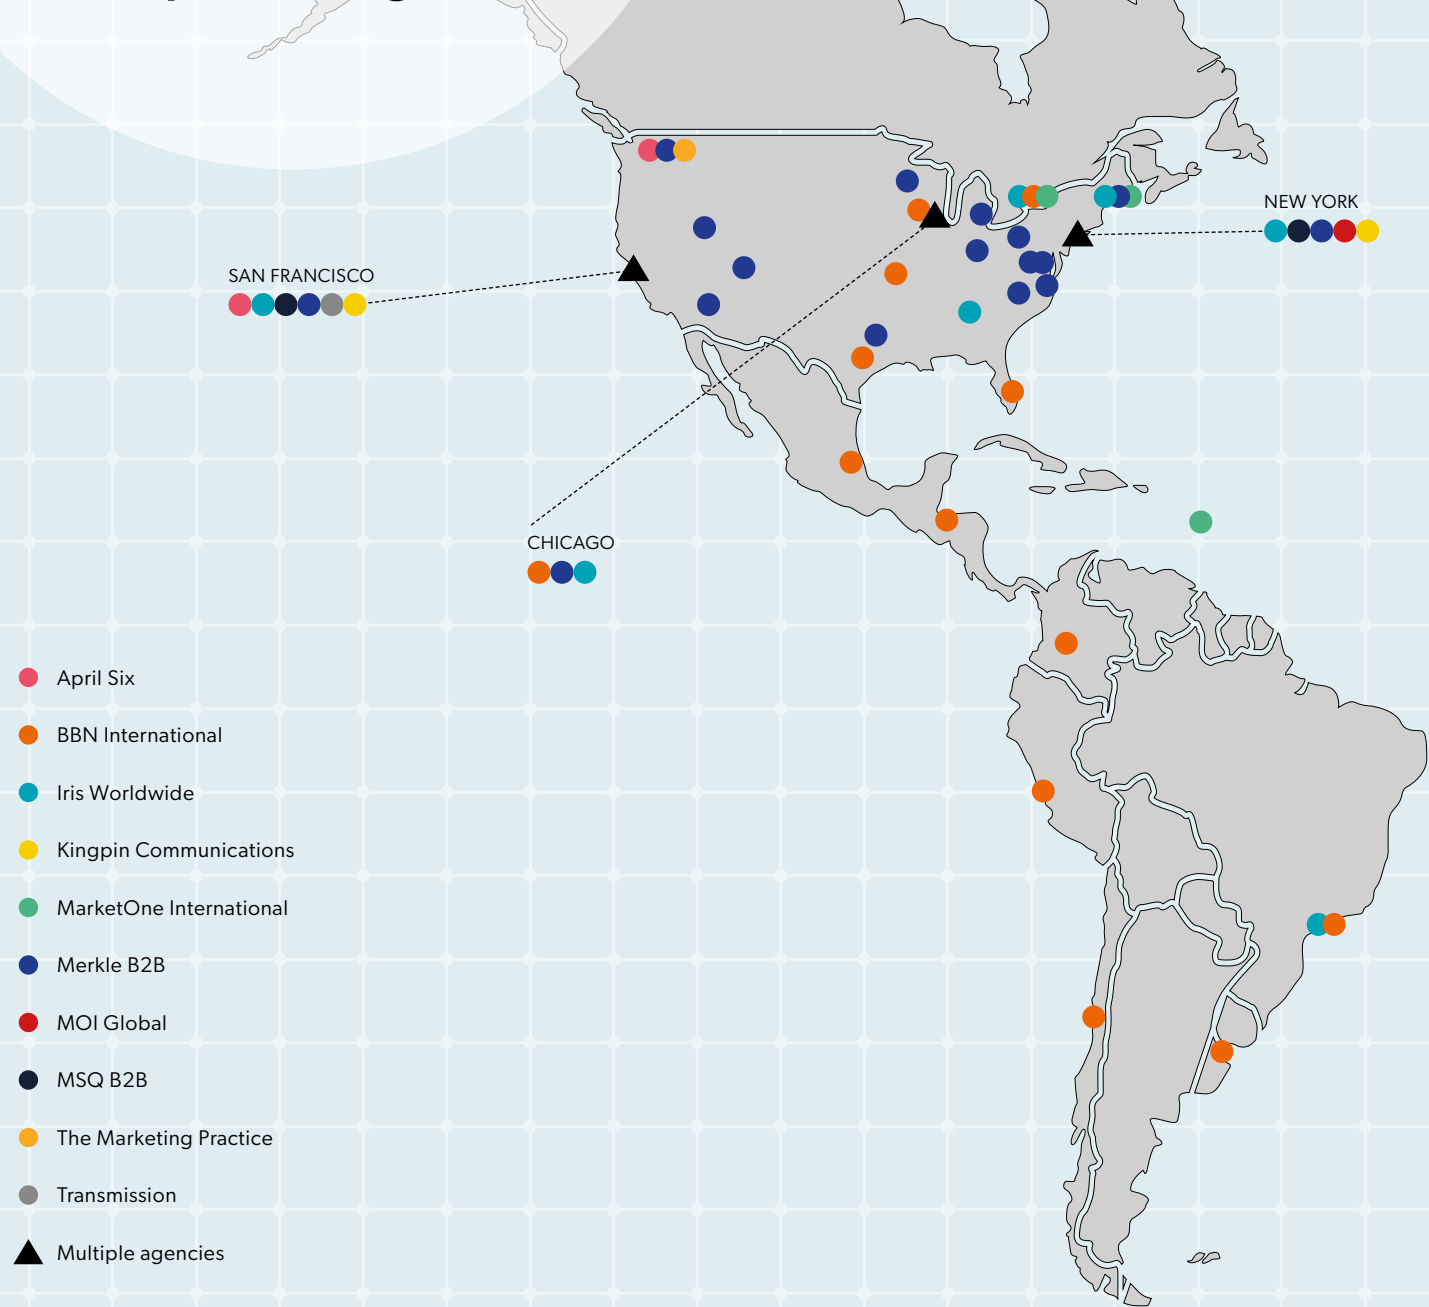 NEW YORK
SAN FRANCISCO
CHICAGO
April Six
BBN International
Iris Worldwide
Kingpin Communications
MarketOne International
Merkle B2B
MOI Global
MSQ B2B
The Marketing Practice
Transmission
Multiple agencies